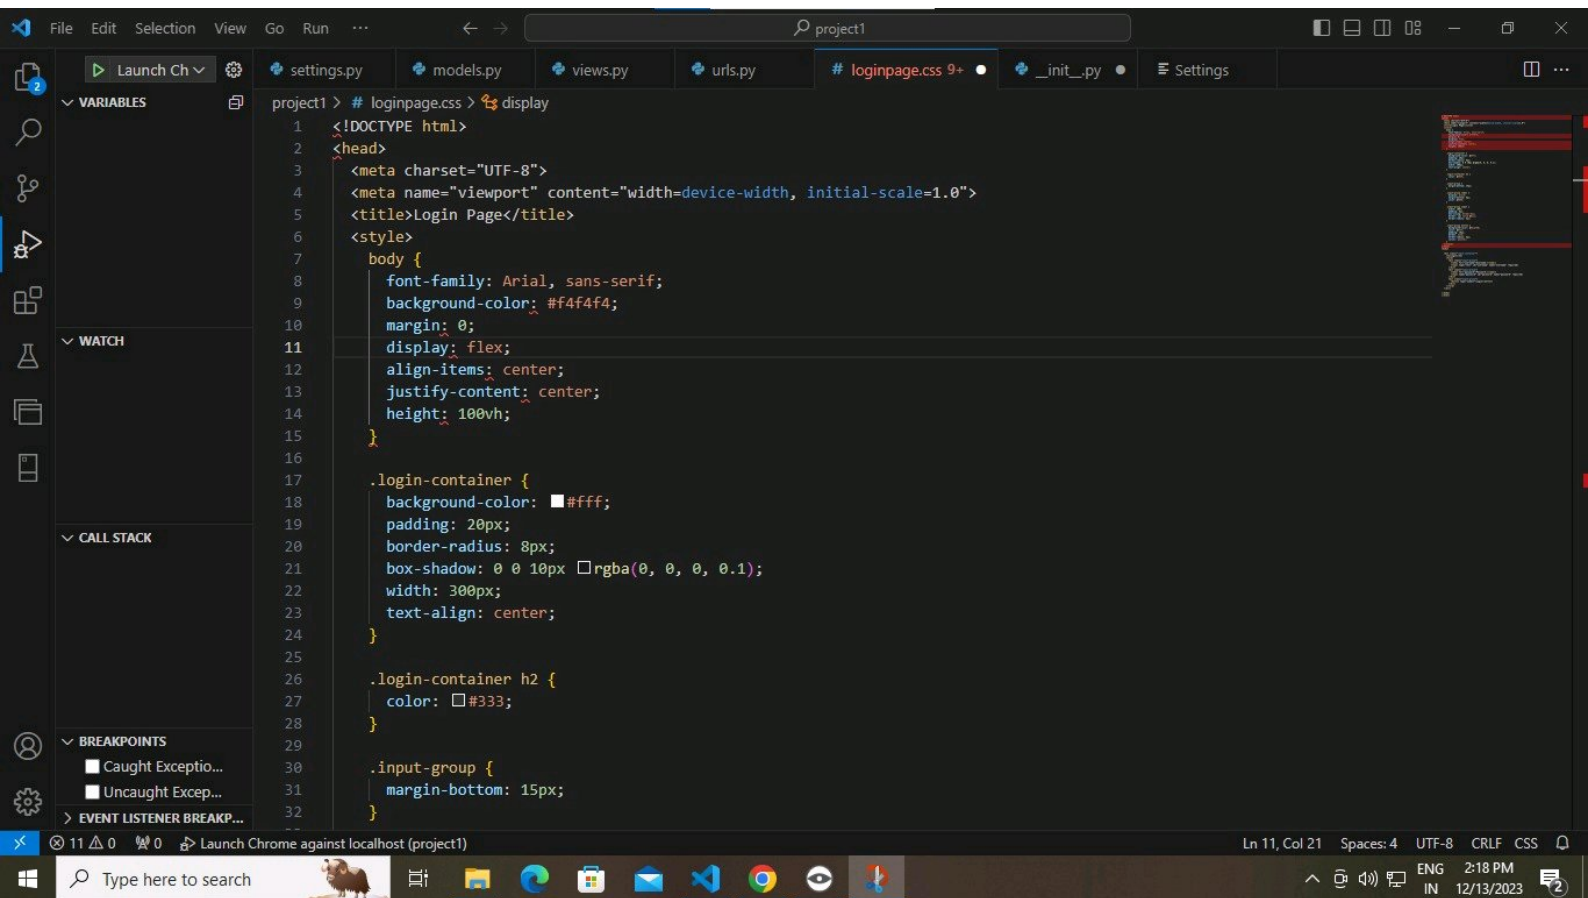 File Edit Selection View Go Run ···
project1
Launch Ch
settings.py
models.py
views.py
urls.py
# loginpage.css 9+
__init__.py
Settings
VARIABLES
project1 > # loginpage.css > display
1 <!DOCTYPE html>
2 <head>
3 <meta charset="UTF-8">
4 <meta name="viewport" content="width=device-width, initial-scale=1.0">
5 <title>Login Page</title>
6 <style>
7 body {
8 font-family: Arial, sans-serif;
9 background-color: #f4f4f4;
10 margin: 0;
11 display: flex;
12 align-items: center;
13 justify-content: center;
14 height: 100vh;
15 }
16
17 .login-container {
18 background-color: #fff;
19 padding: 20px;
20 border-radius: 8px;
21 box-shadow: 0 0 10px rgba(0, 0, 0, 0.1);
22 width: 300px;
23 text-align: center;
24 }
25
26 .login-container h2 {
27 color: #333;
28 }
29
30 .input-group {
31 margin-bottom: 15px;
32 }
2
WATCH
CALL STACK
BREAKPOINTS
Caught Exceptio...
Uncaught Excep...
EVENT LISTENER BREAKP...
11 0 0 Launch Chrome against localhost (project1)
Ln 11, Col 21 Spaces: 4 UTF-8 CRLF CSS
Type here to search
ENG
IN
2:18 PM
12/13/2023
2